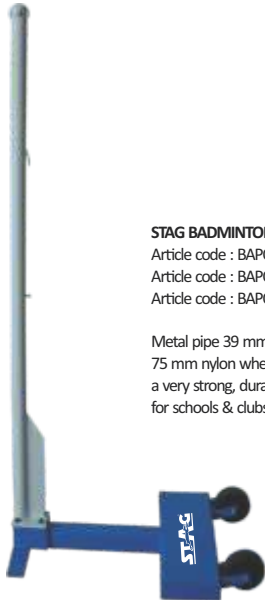 STAG BADMINTO
Article code : BAP
Article code : BAP
Article code : BAP
Metal pipe 39 mm
75 mm nylon whe
a very strong, dura
for schools & clubs
STAG